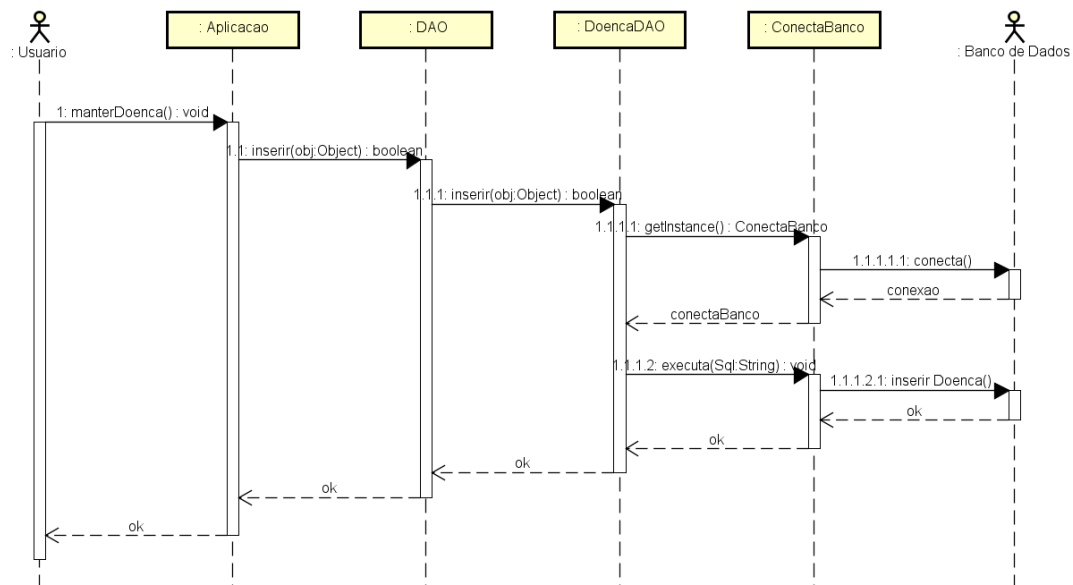 : Usuario
: Aplicacao
: DAO
: DoencaDAO
: ConectaBanco
: Banco de Dados
1: manterDoenca() : void
1.1: inserir(obj:Object) : boolean
1.1.1: inserir(obj:Object) : boolean
1.1.1.1: getInstance() : ConectaBanco
1.1.1.1.1: conecta()
conexao
conectaBanco
1.1.1.2: executa(Sql:String) : void
1.1.1.2.1: inserir Doenca()
ok
ok
ok
ok
ok